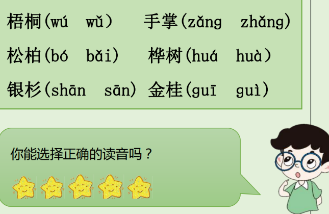 梧桐(wú wǔ) 手掌(zǎng zhǎng)
松柏(bó bǎi) 桦树(huá huà)
银杉(shān sān) 金桂(guī guì)
你能选择正确的读音吗？